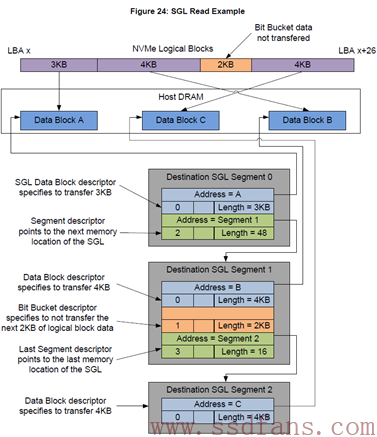 Figure 24: SGL Read Example
Bit Bucket data
not transfered
LBA x
NVMe Logical Blocks
LBA x+26
3KB
4KB
2KB
4KB
Host DRAM
Data Block A
Data Block C
Data Block B
Destination SGL Segment 0
SGL Data Block descriptor
specifies to transfer 3KB
Address = A
0
Length = 3KB
Segment descriptor
points to the next memory
location of the SGL
Address = Segment 1
2
Length = 48
Destination SGL Segment 1
Data Block descriptor
specifies to transfer 4KB
Address = B
0
Length = 4KB
Bit Bucket descriptor
specifies to not transfer the
next 2KB of logical block data
1
Length = 2KB
Last Segment descriptor
points to the last memory
location of the SGL
Address = Segment 2
3
Length = 16
Destination SGL Segment 2
Data Block descriptor
specifies to transfer 4KB
Address = C
0
Length = 4KB
www.ssdfans.com